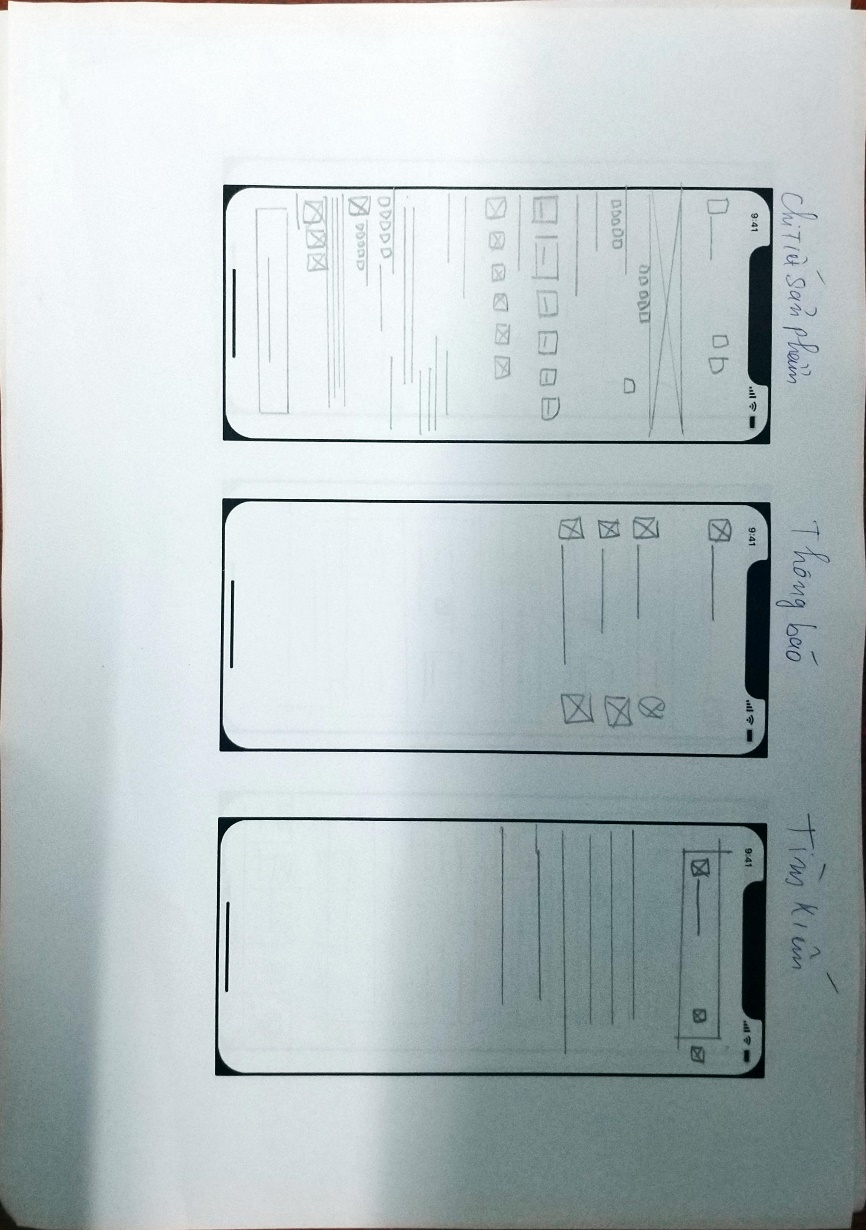 Chi Tiết sản phẩm
9:41
Thông báo
9:41
Tìm Kiếm
9:41